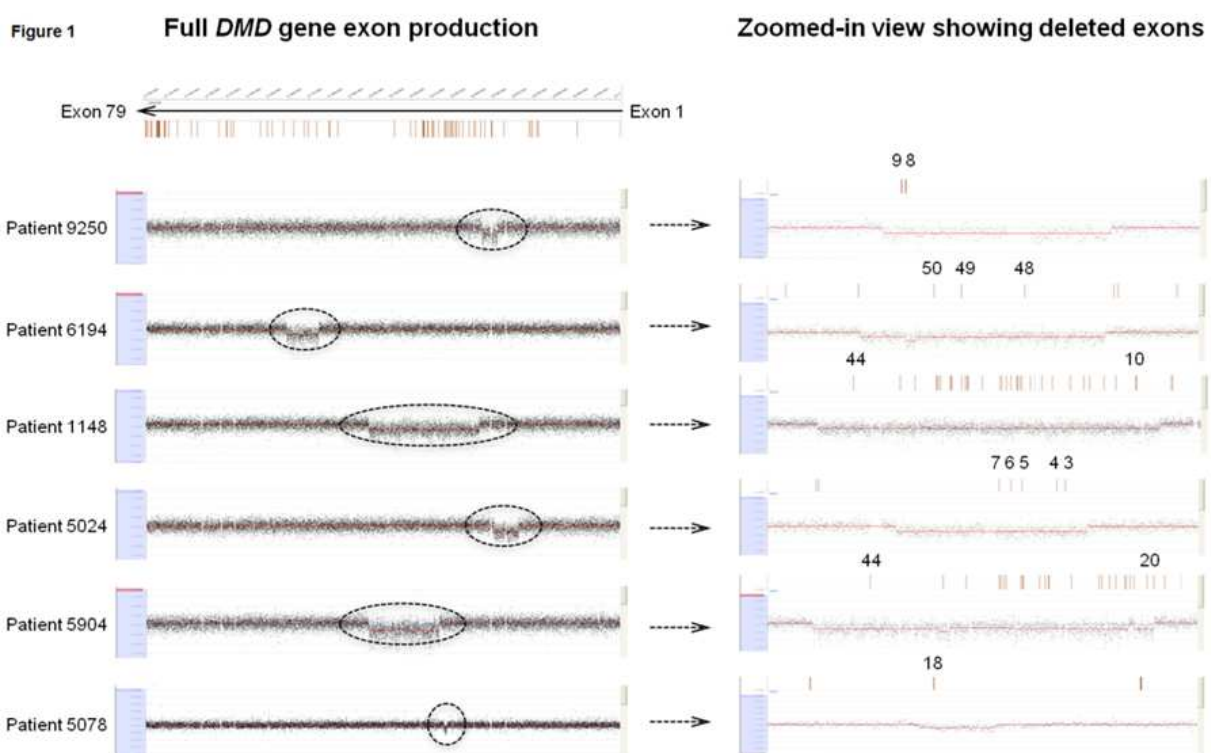 Figure 1
Full DMD gene exon production
Zoomed-in view showing deleted exons
Exon 79
Exon 1
Patient 9250
9 8
Patient 6194
50 49 48
Patient 1148
44 10
Patient 5024
7 6 5 4 3
Patient 5904
44 20
Patient 5078
18